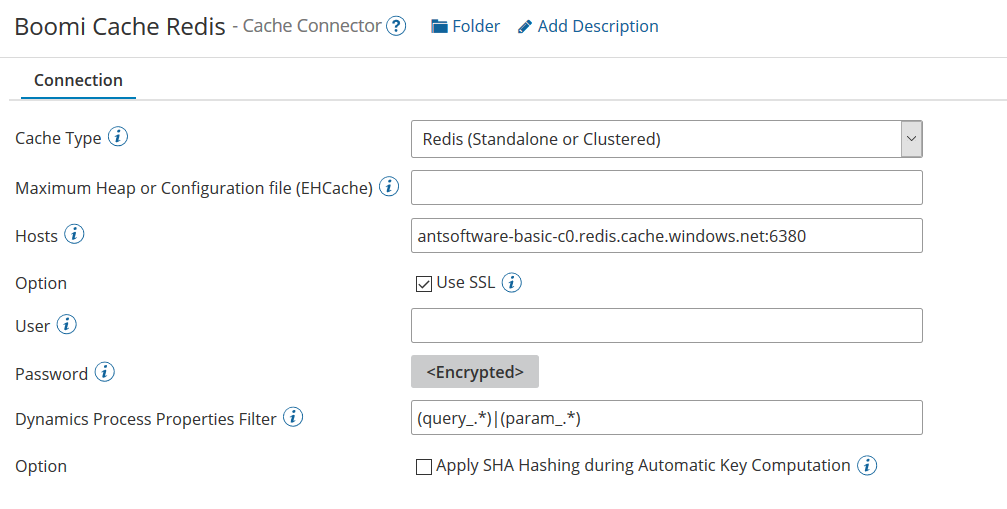 Boomi Cache Redis - Cache Connector ? Folder Add Description
Connection
Cache Type i Redis (Standalone or Clustered)
Maximum Heap or Configuration file (EHCache) i
Hosts i antsoftware-basic-c0.redis.cache.windows.net:6380
Option Use SSL i
User i
Password i <Encrypted>
Dynamics Process Properties Filter i (query_.*)|(param_.*)
Option Apply SHA Hashing during Automatic Key Computation i